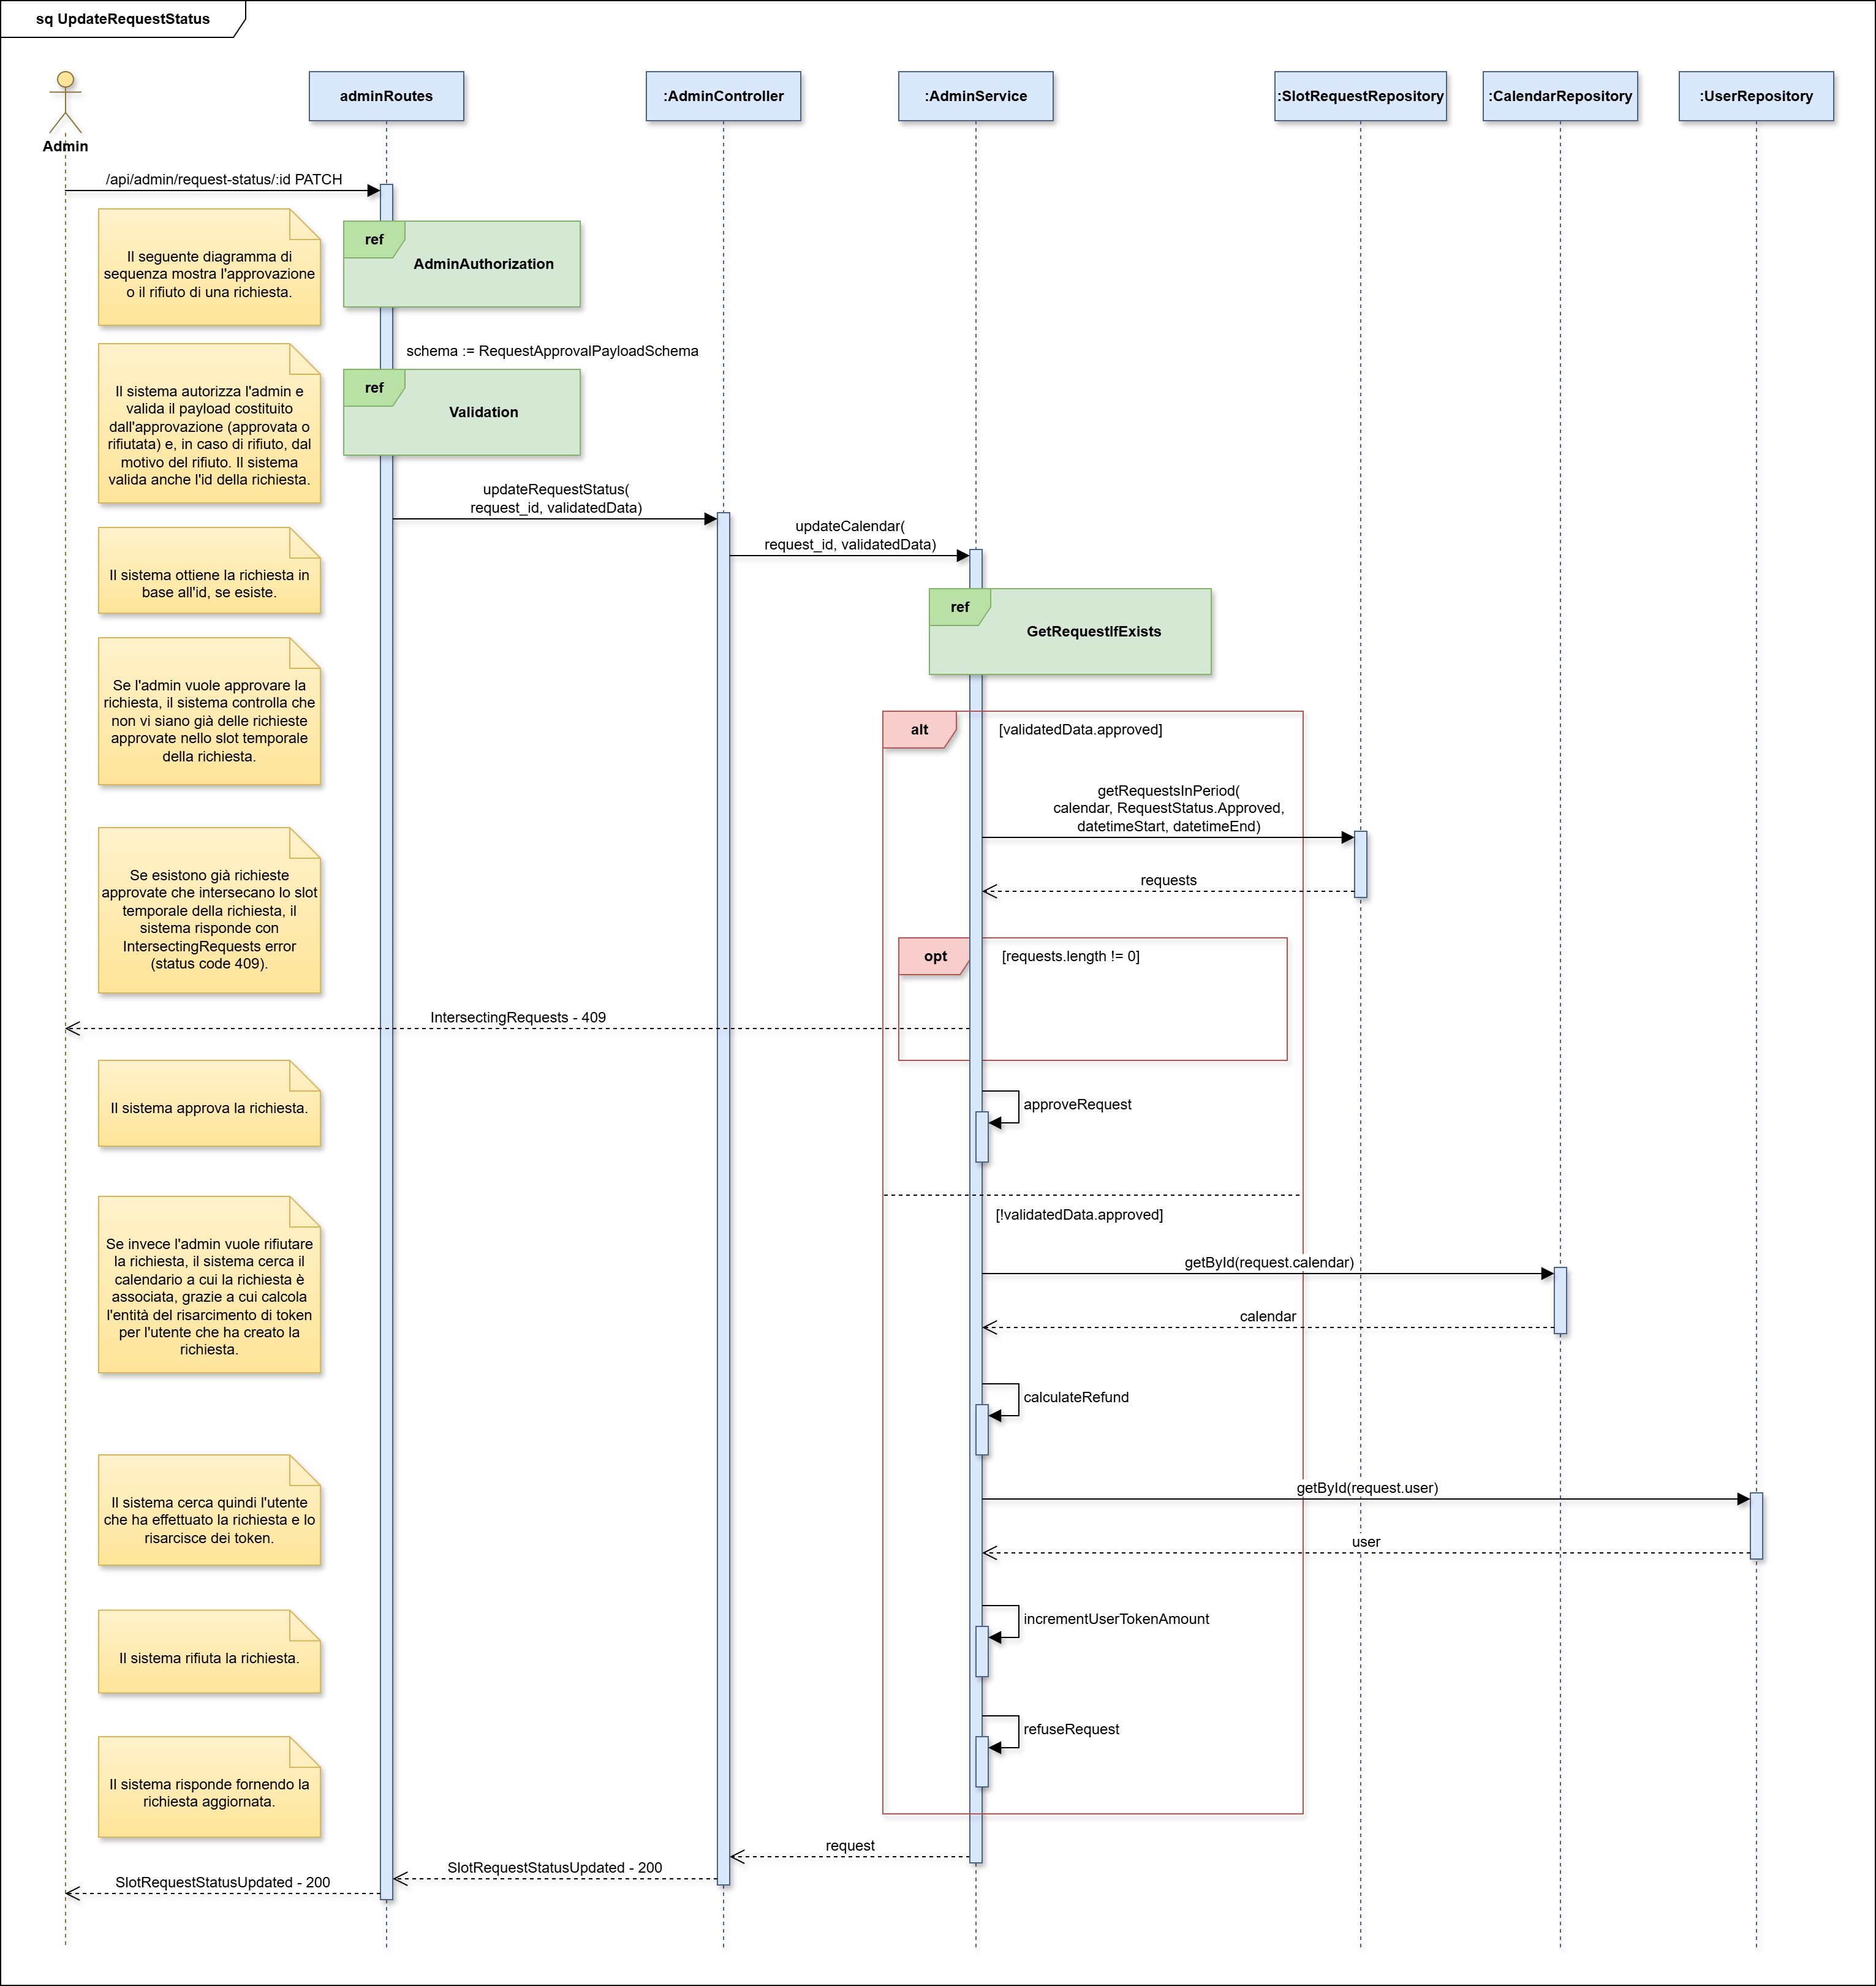 sq UpdateRequestStatus
Admin
adminRoutes
:AdminController
:AdminService
:SlotRequestRepository
:CalendarRepository
:UserRepository
/api/admin/request-status/:id PATCH
Il seguente diagramma di
sequenza mostra l'approvazione
o il rifiuto di una richiesta.
ref
AdminAuthorization
schema := RequestApprovalPayloadSchema
Il sistema autorizza l'admin e
valida il payload costituito
dall'approvazione (approvata o
rifiutata) e, in caso di rifiuto, dal
motivo del rifiuto. Il sistema
valida anche l'id della richiesta.
ref
Validation
updateRequestStatus(
request_id, validatedData)
updateCalendar(
request_id, validatedData)
Il sistema ottiene la richiesta in
base all'id, se esiste.
ref
GetRequestIfExists
Se l'admin vuole approvare la
richiesta, il sistema controlla che
non vi siano già delle richieste
approvate nello slot temporale
della richiesta.
alt
[validatedData.approved]
getRequestsInPeriod(
calendar, RequestStatus.Approved,
datetimeStart, datetimeEnd)
requests
Se esistono già richieste
approvate che intersecano lo slot
temporale della richiesta, il
sistema risponde con
IntersectingRequests error
(status code 409).
opt
[requests.length != 0]
IntersectingRequests - 409
Il sistema approva la richiesta.
approveRequest
[!validatedData.approved]
Se invece l'admin vuole rifiutare
la richiesta, il sistema cerca il
calendario a cui la richiesta è
associata, grazie a cui calcola
l'entità del risarcimento di token
per l'utente che ha creato la
richiesta.
getById(request.calendar)
calendar
calculateRefund
Il sistema cerca quindi l'utente
che ha effettuato la richiesta e lo
risarcisce dei token.
getById(request.user)
user
incrementUserTokenAmount
Il sistema rifiuta la richiesta.
refuseRequest
Il sistema risponde fornendo la
richiesta aggiornata.
request
SlotRequestStatusUpdated - 200
SlotRequestStatusUpdated - 200